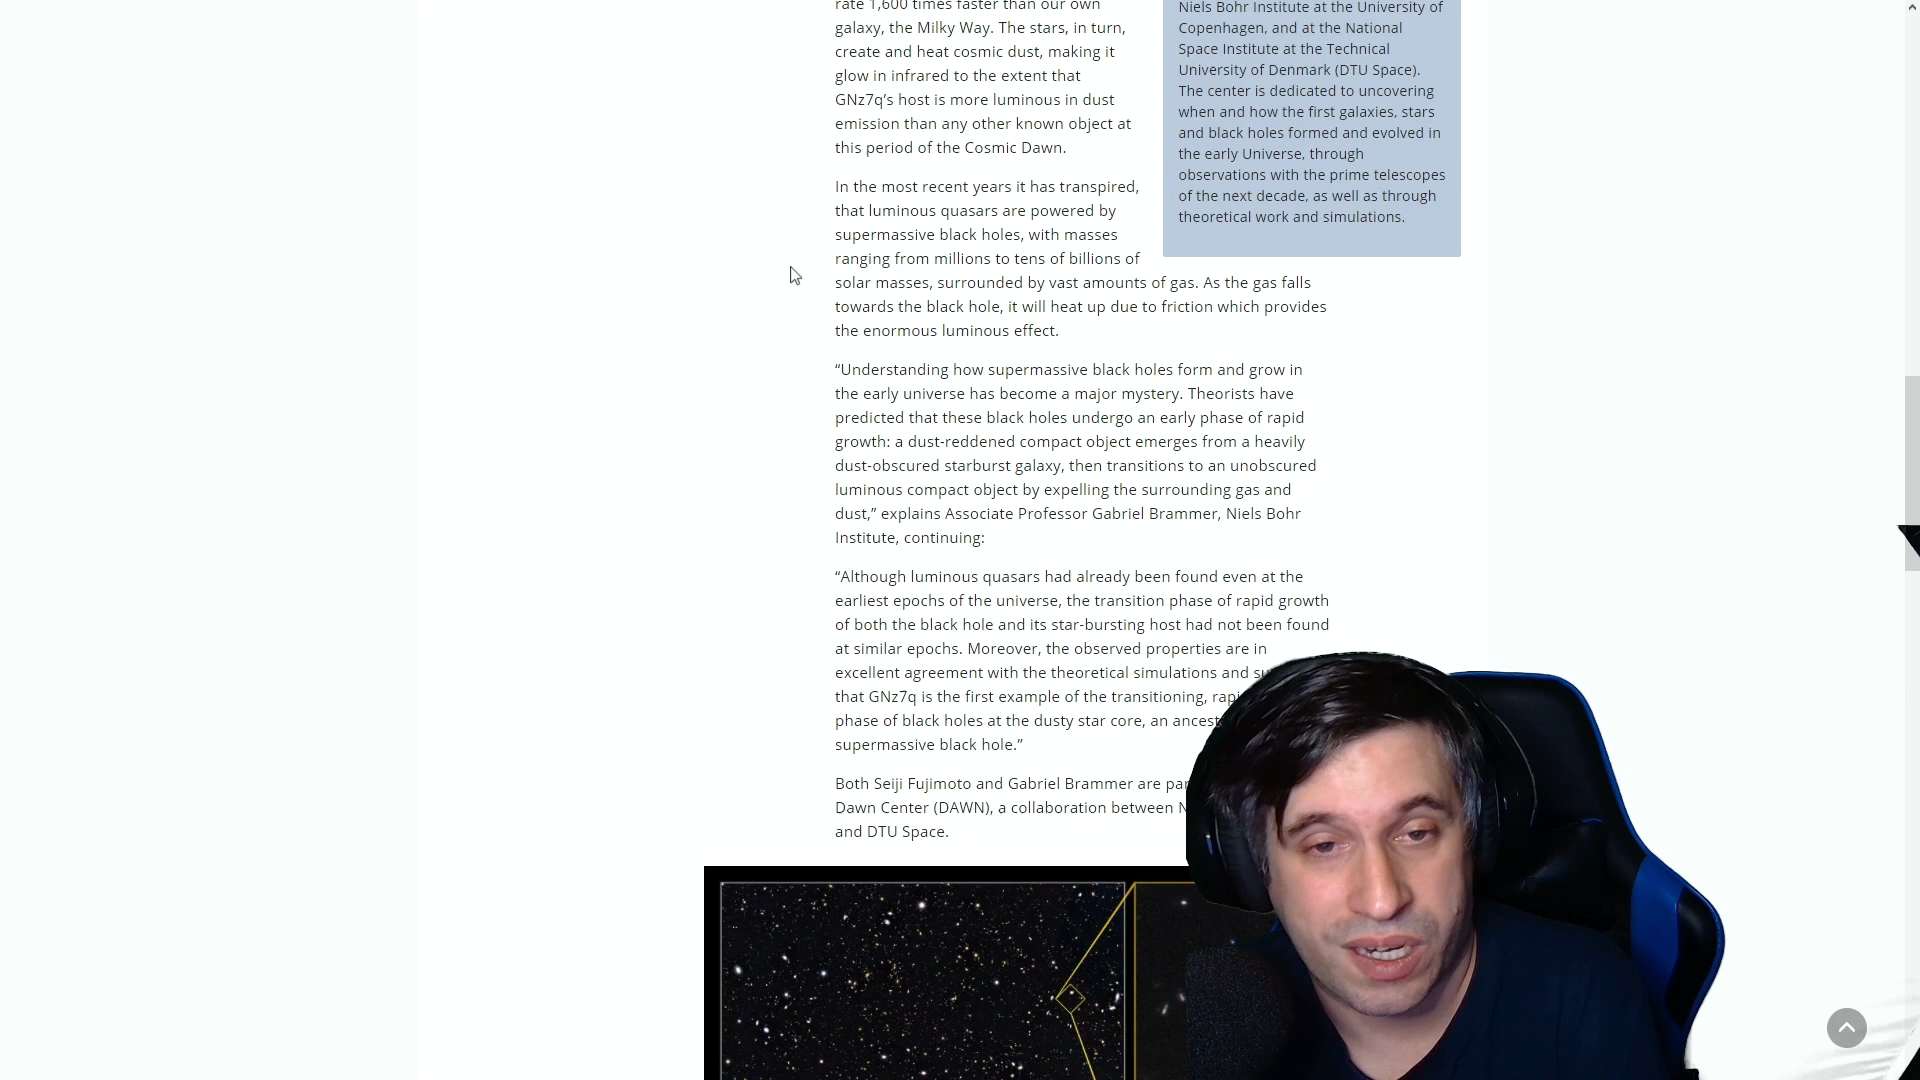 rate 1,600 times faster than our own
galaxy, the Milky Way. The stars, in turn,
create and heat cosmic dust, making it
glow in infrared to the extent that
GNz7q’s host is more luminous in dust
emission than any other known object at
this period of the Cosmic Dawn.
In the most recent years it has transpired,
that luminous quasars are powered by
supermassive black holes, with masses
ranging from millions to tens of billions of
solar masses, surrounded by vast amounts of gas. As the gas falls
towards the black hole, it will heat up due to friction which provides
the enormous luminous effect.
“Understanding how supermassive black holes form and grow in
the early universe has become a major mystery. Theorists have
predicted that these black holes undergo an early phase of rapid
growth: a dust-reddened compact object emerges from a heavily
dust-obscured starburst galaxy, then transitions to an unobscured
luminous compact object by expelling the surrounding gas and
dust,” explains Associate Professor Gabriel Brammer, Niels Bohr
Institute, continuing:
“Although luminous quasars had already been found even at the
earliest epochs of the universe, the transition phase of rapid growth
of both the black hole and its star-bursting host had not been found
at similar epochs. Moreover, the observed properties are in
excellent agreement with the theoretical simulations and
that GNz7q is the first example of the transitioning,
phase of black holes at the dusty star core, an
supermassive black hole.”
Both Seiji Fujimoto and Gabriel Brammer are
Dawn Center (DAWN), a collaboration between
and DTU Space.
Niels Bohr Institute at the University of
Copenhagen, and at the National
Space Institute at the Technical
University of Denmark (DTU Space).
The center is dedicated to uncovering
when and how the first galaxies, stars
and black holes formed and evolved in
the early Universe, through
observations with the prime telescopes
of the next decade, as well as through
theoretical work and simulations.